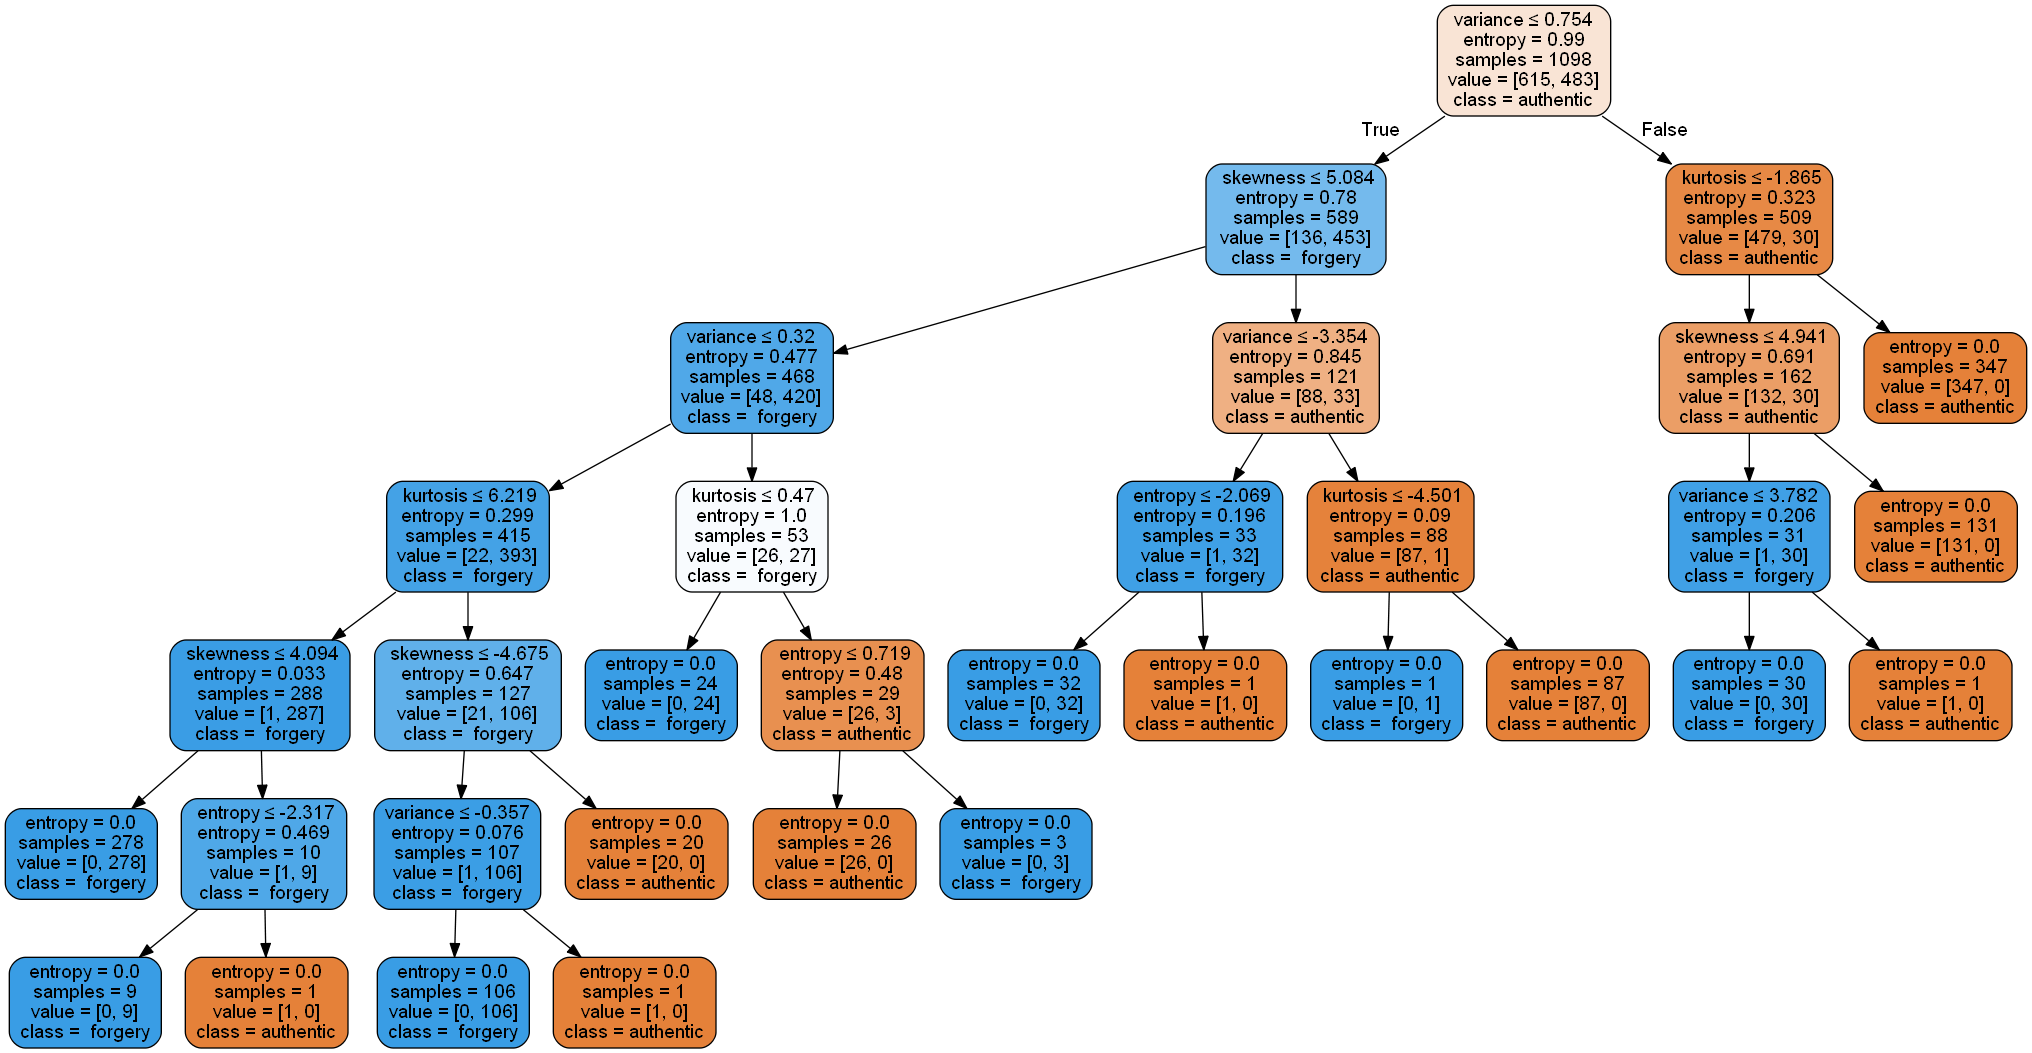 variance ≤ 0.754
entropy = 0.99
samples = 1098
value = [615, 483]
class = authentic
True
False
skewness ≤ 5.084
entropy = 0.78
samples = 589
value = [136, 453]
class =  forgery
kurtosis ≤ -1.865
entropy = 0.323
samples = 509
value = [479, 30]
class = authentic
variance ≤ 0.32
entropy = 0.477
samples = 468
value = [48, 420]
class =  forgery
variance ≤ -3.354
entropy = 0.845
samples = 121
value = [88, 33]
class = authentic
skewness ≤ 4.941
entropy = 0.691
samples = 162
value = [132, 30]
class = authentic
entropy = 0.0
samples = 347
value = [347, 0]
class = authentic
kurtosis ≤ 6.219
entropy = 0.299
samples = 415
value = [22, 393]
class =  forgery
kurtosis ≤ 0.47
entropy = 1.0
samples = 53
value = [26, 27]
class =  forgery
entropy ≤ -2.069
entropy = 0.196
samples = 33
value = [1, 32]
class =  forgery
kurtosis ≤ -4.501
entropy = 0.09
samples = 88
value = [87, 1]
class = authentic
variance ≤ 3.782
entropy = 0.206
samples = 31
value = [1, 30]
class =  forgery
entropy = 0.0
samples = 131
value = [131, 0]
class = authentic
skewness ≤ 4.094
entropy = 0.033
samples = 288
value = [1, 287]
class =  forgery
skewness ≤ -4.675
entropy = 0.647
samples = 127
value = [21, 106]
class =  forgery
entropy = 0.0
samples = 24
value = [0, 24]
class =  forgery
entropy ≤ 0.719
entropy = 0.48
samples = 29
value = [26, 3]
class = authentic
entropy = 0.0
samples = 32
value = [0, 32]
class =  forgery
entropy = 0.0
samples = 1
value = [1, 0]
class = authentic
entropy = 0.0
samples = 1
value = [0, 1]
class =  forgery
entropy = 0.0
samples = 87
value = [87, 0]
class = authentic
entropy = 0.0
samples = 30
value = [0, 30]
class =  forgery
entropy = 0.0
samples = 1
value = [1, 0]
class = authentic
entropy = 0.0
samples = 278
value = [0, 278]
class =  forgery
entropy ≤ -2.317
entropy = 0.469
samples = 10
value = [1, 9]
class =  forgery
variance ≤ -0.357
entropy = 0.076
samples = 107
value = [1, 106]
class =  forgery
entropy = 0.0
samples = 20
value = [20, 0]
class = authentic
entropy = 0.0
samples = 26
value = [26, 0]
class = authentic
entropy = 0.0
samples = 3
value = [0, 3]
class =  forgery
entropy = 0.0
samples = 9
value = [0, 9]
class =  forgery
entropy = 0.0
samples = 1
value = [1, 0]
class = authentic
entropy = 0.0
samples = 106
value = [0, 106]
class =  forgery
entropy = 0.0
samples = 1
value = [1, 0]
class = authentic